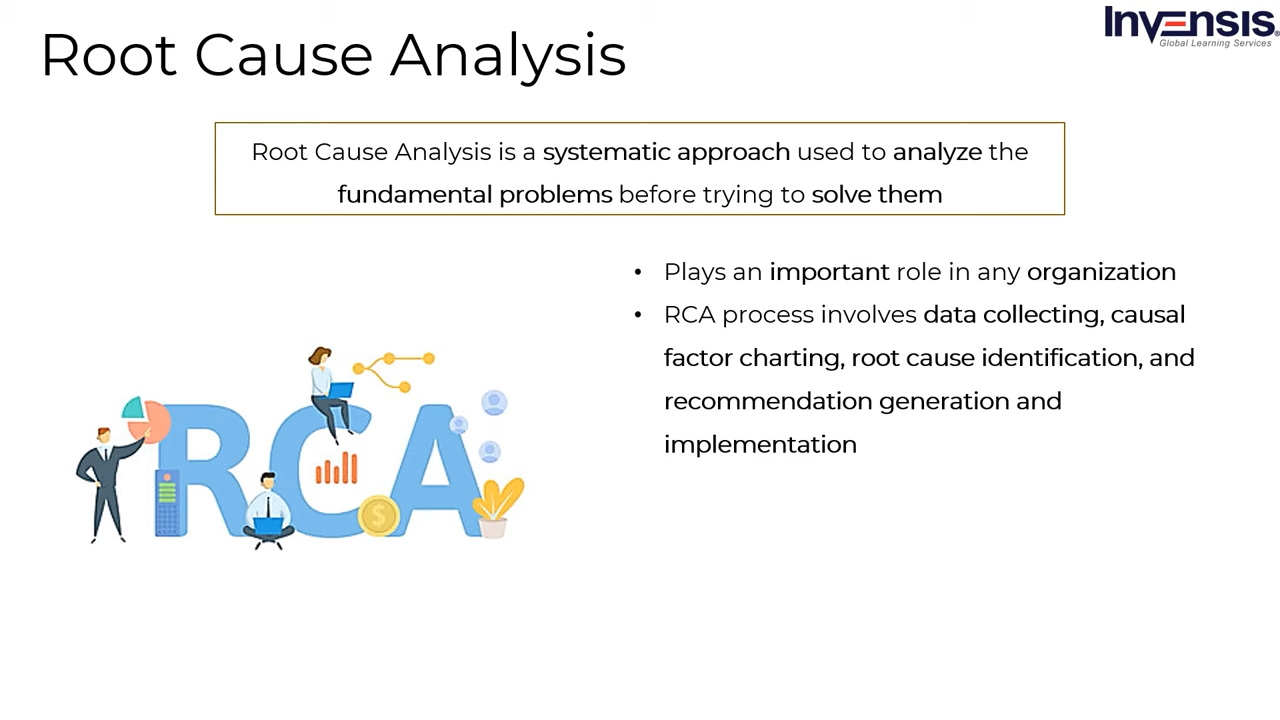 Invensis®
Global Learning Services
Root Cause Analysis
Root Cause Analysis is a systematic approach used to analyze the
fundamental problems before trying to solve them
• Plays an important role in any organization
• RCA process involves data collecting, causal
factor charting, root cause identification, and
recommendation generation and
implementation
RCA
$